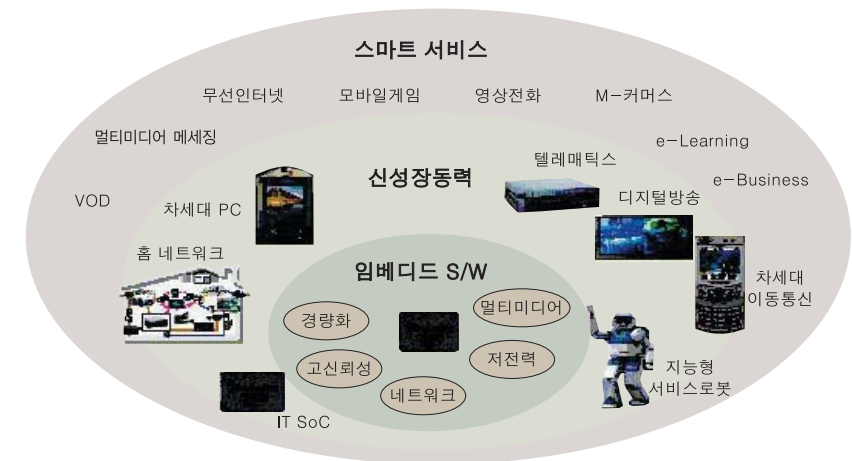 스마트 서비스
무선인터넷 모바일게임 영상전화 M-커머스
멀티미디어 메세징
e-Learning
텔레매틱스
신성장동력
e-Business
VOD
차세대 PC
디지털방송
홈 네트워크
임베디드 S/W
차세대
이동통신
경량화
멀티미디어
고신뢰성
저전력
네트워크
지능형
서비스로봇
IT SoC